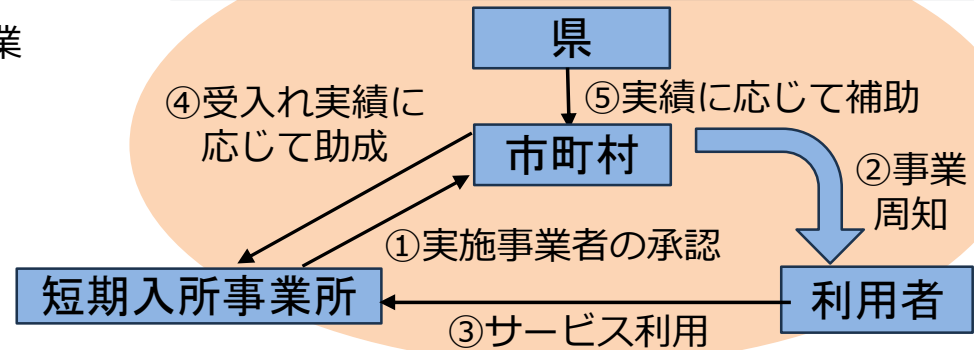 業
県
④受入れ実績に
応じて助成
⑤実績に応じて補助
市町村
②事業
周知
①実施事業者の承認
短期入所事業所
利用者
③サービス利用